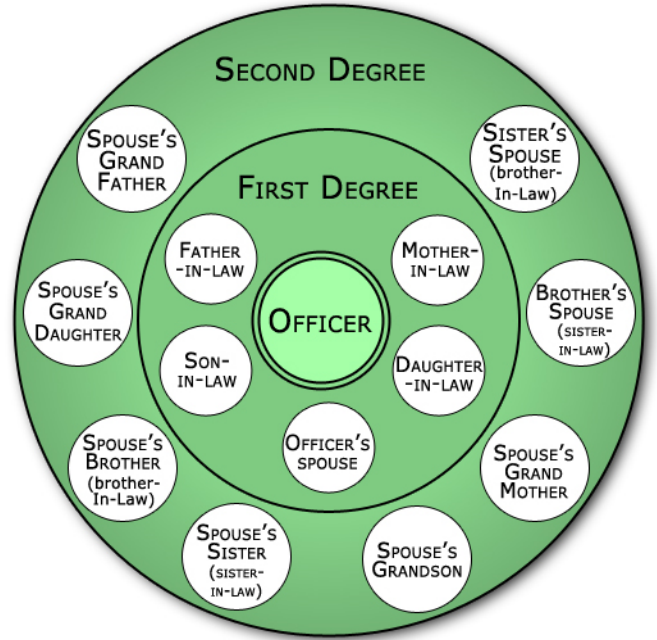 Second Degree
Spouse's
Grand
Father
Sister's
Spouse
(brother-
In-Law)
First Degree
Father
-in-law
Mother-
in-law
Spouse's
Grand
Daughter
Officer
Brother's
Spouse
(sister-
in-law)
Son-
in-law
Daughter
-in-law
Spouse's
Brother
(brother-
In-Law)
Officer's
spouse
Spouse's
Grand
Mother
Spouse's
Sister
(sister-
in-law)
Spouse's
Grandson